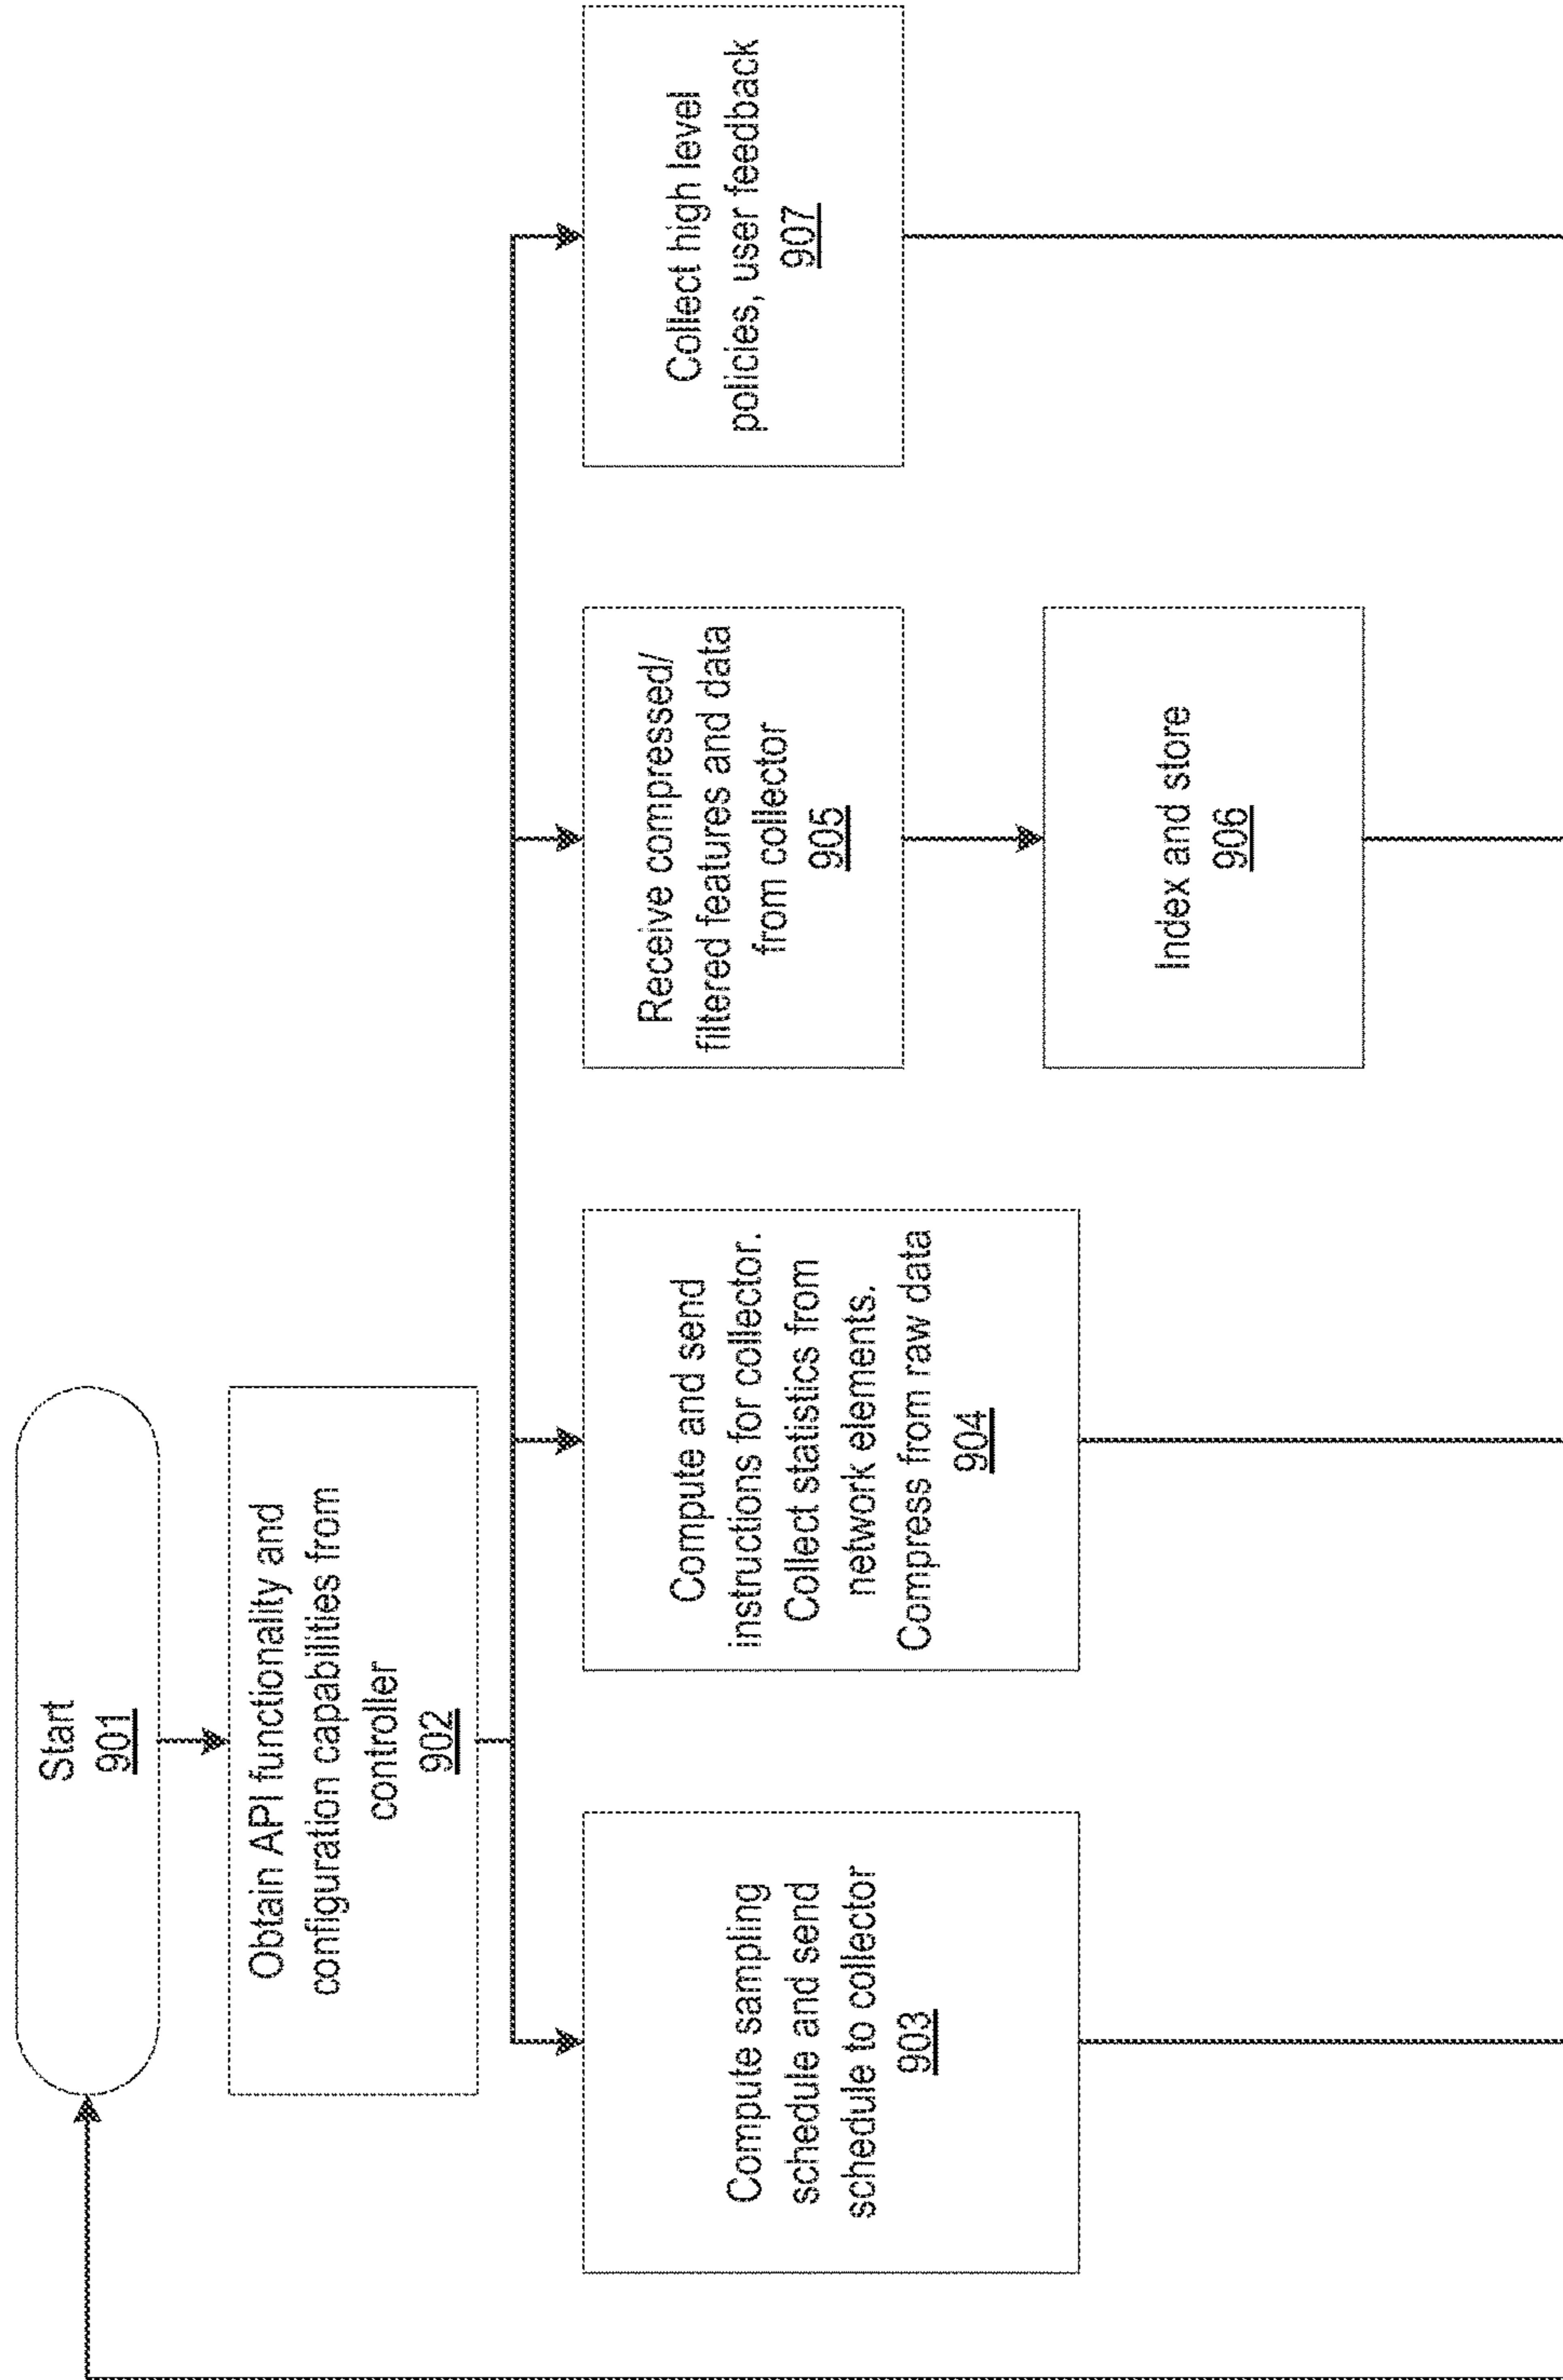 Start
901
Obtain API functionality and
configuration capabilities from
controller
902
Compute sampling
schedule and send
schedule to collector
903
Compute and send
instructions for collector.
Collect statistics from
network elements.
Compress from raw data
904
Receive compressed/
filtered features and data
from collector
905
Index and store
906
Collect high level
policies, user feedback
907